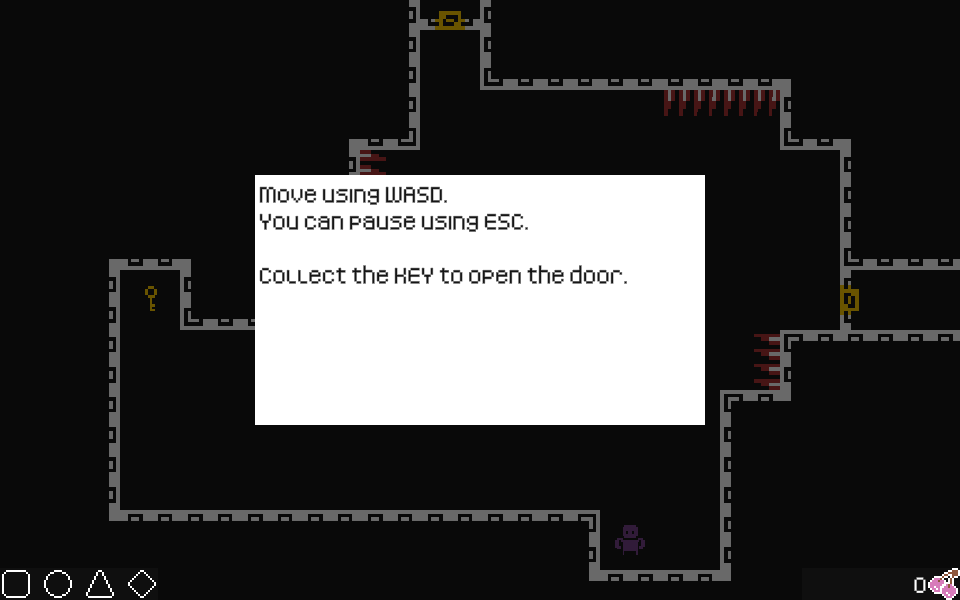 Move using WASD.
You can pause using ESC.
Collect the KEY to open the door.
0